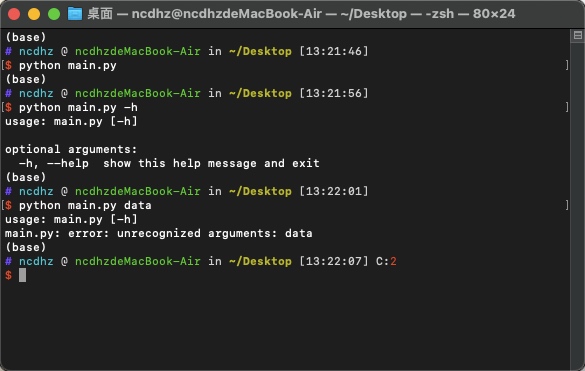 桌面 — ncdhz@ncdhzdeMacBook-Air — ~/Desktop — -zsh — 80×24
(base)
# ncdhz @ ncdhzdeMacBook-Air in ~/Desktop [13:21:46]
[$ python main.py ]
(base)
# ncdhz @ ncdhzdeMacBook-Air in ~/Desktop [13:21:56]
[$ python main.py -h ]
usage: main.py [-h]

optional arguments:
  -h, --help  show this help message and exit
(base)
# ncdhz @ ncdhzdeMacBook-Air in ~/Desktop [13:22:01]
[$ python main.py data ]
usage: main.py [-h]
main.py: error: unrecognized arguments: data
(base)
# ncdhz @ ncdhzdeMacBook-Air in ~/Desktop [13:22:07] C:2
$